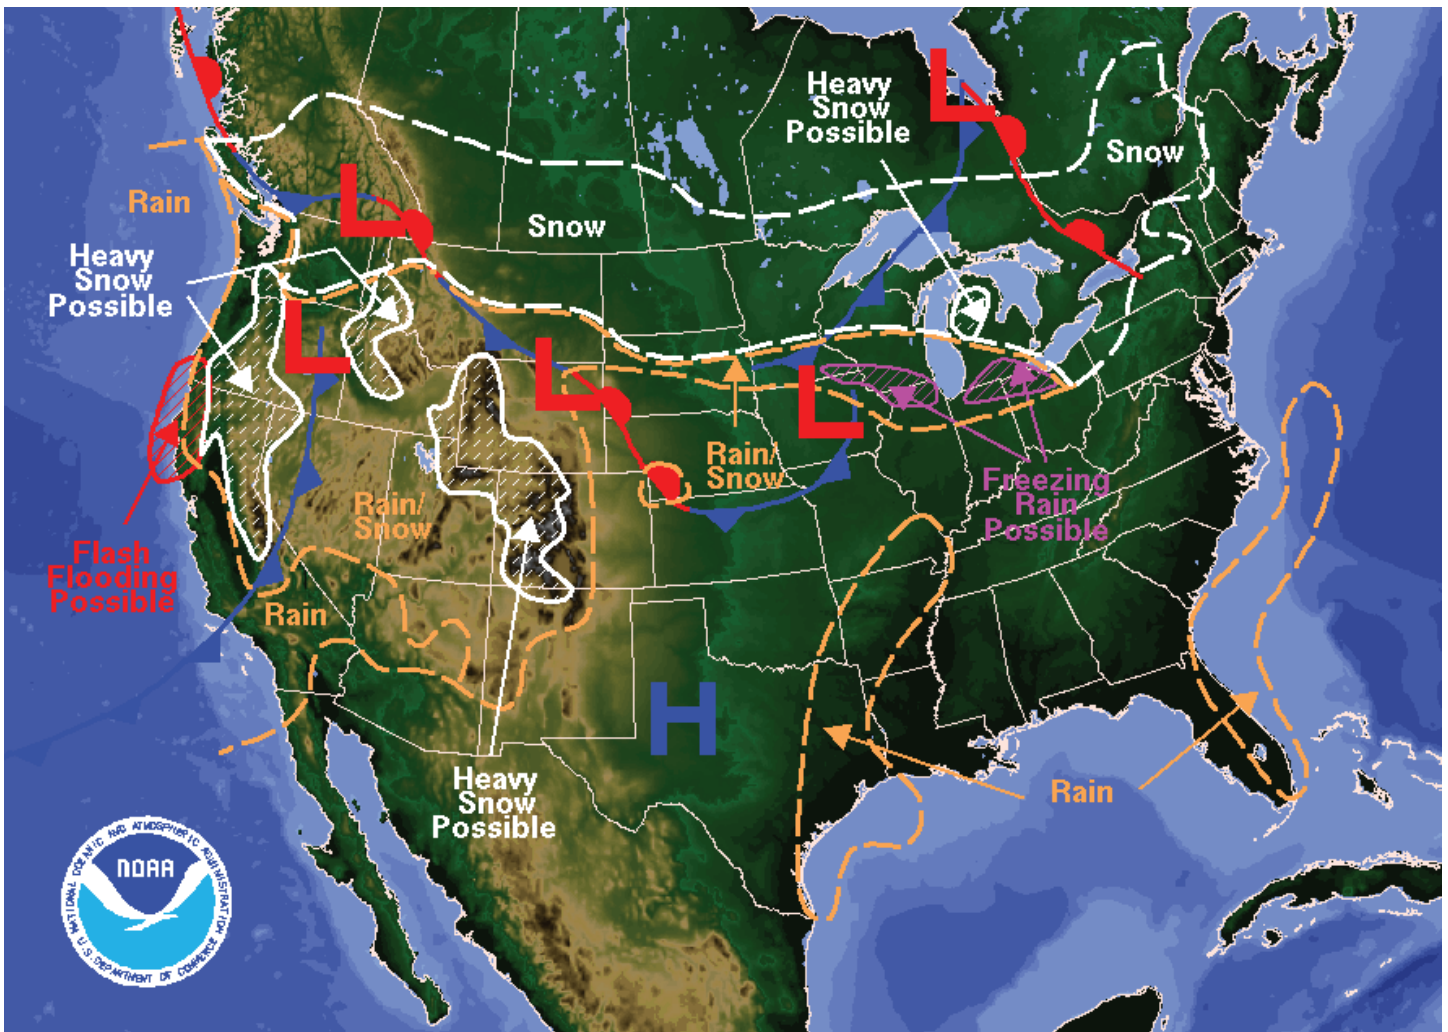 Heavy
Snow
Possible
L
Snow
Rain
L
Snow
Heavy
Snow
Possible
L
L
L
Rain/
Snow
Freezing
Rain
Possible
Rain/
Snow
Flash
Flooding
Possible
Rain
H
Heavy
Snow
Possible
Rain
NATIONAL OCEANIC AND ATMOSPHERIC ADMINISTRATION
NOAA
U.S. DEPARTMENT OF COMMERCE